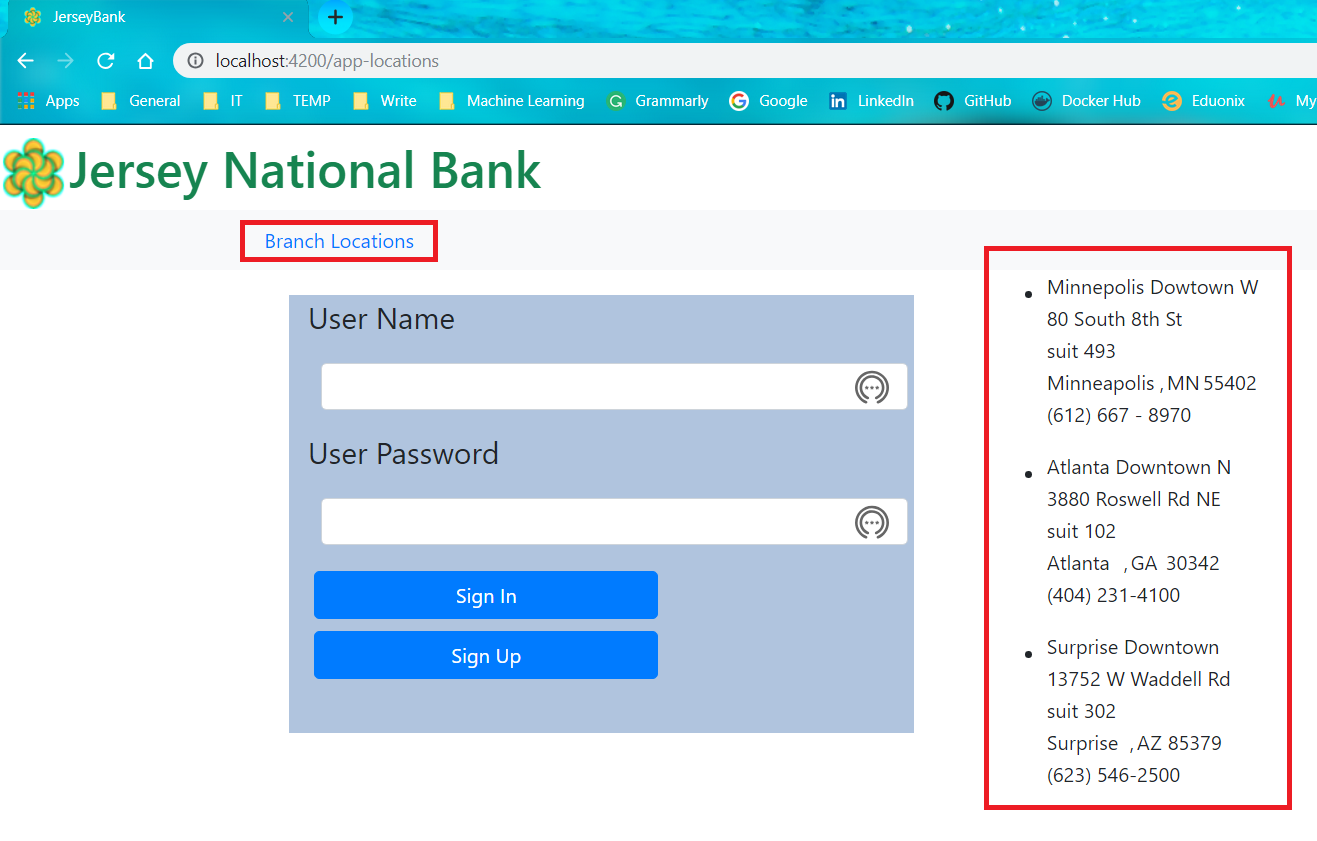 JerseyBank
localhost:4200/app-locations
Apps General IT TEMP Write Machine Learning Grammarly Google LinkedIn GitHub Docker Hub Eduonix My
Jersey National Bank
Branch Locations
User Name
User Password
Sign In
Sign Up
Minnepolis Dowtown W
80 South 8th St
suit 493
Minneapolis , MN 55402
(612) 667 - 8970
Atlanta Downtown N
3880 Roswell Rd NE
suit 102
Atlanta , GA 30342
(404) 231-4100
Surprise Downtown
13752 W Waddell Rd
suit 302
Surprise , AZ 85379
(623) 546-2500